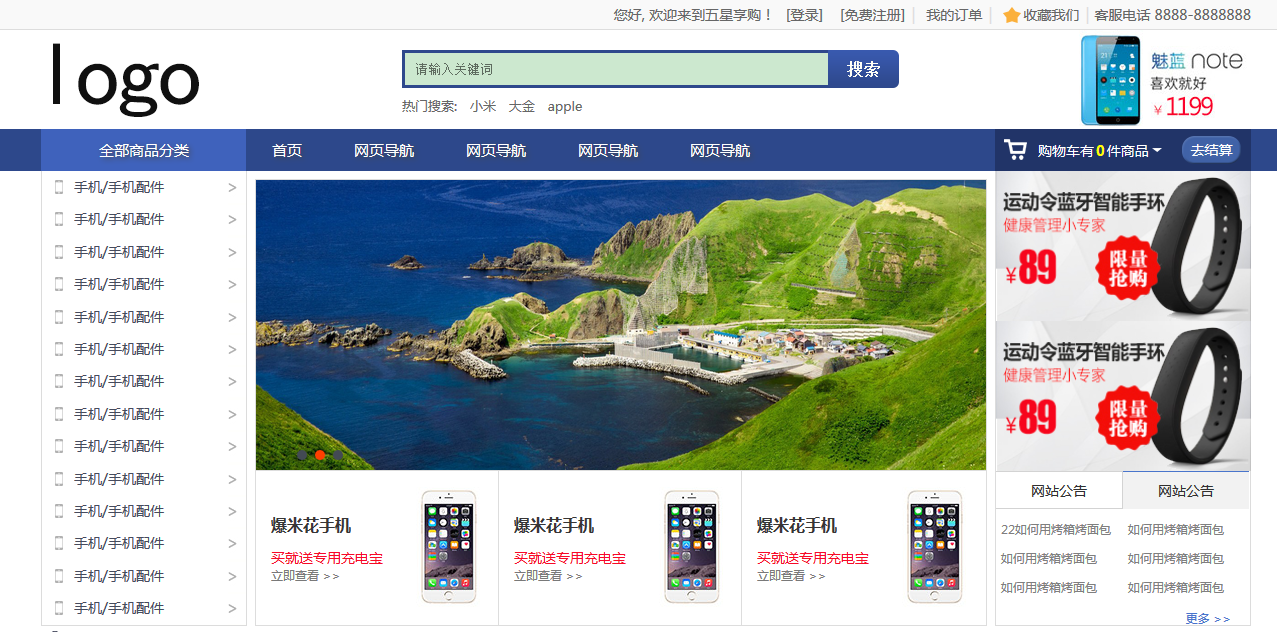 您好, 欢迎来到五星享购！ [登录] [免费注册] 我的订单 收藏我们 客服电话 8888-8888888
logo
请输入关键词 搜索
热门搜索: 小米 大金 apple
魅蓝 note
喜欢就好
￥1199
全部商品分类 首页 网页导航 网页导航 网页导航 网页导航 购物车有0件商品 去结算
手机/手机配件 >
手机/手机配件 >
手机/手机配件 >
手机/手机配件 >
手机/手机配件 >
手机/手机配件 >
手机/手机配件 >
手机/手机配件 >
手机/手机配件 >
手机/手机配件 >
手机/手机配件 >
手机/手机配件 >
手机/手机配件 >
手机/手机配件 >
爆米花手机
买就送专用充电宝
立即查看 >>
爆米花手机
买就送专用充电宝
立即查看 >>
爆米花手机
买就送专用充电宝
立即查看 >>
运动令蓝牙智能手环
健康管理小专家
￥89
限量
抢购
运动令蓝牙智能手环
健康管理小专家
￥89
限量
抢购
网站公告 网站公告
22如何用烤箱烤面包 如何用烤箱烤面包
如何用烤箱烤面包 如何用烤箱烤面包
如何用烤箱烤面包 如何用烤箱烤面包
更多 >>